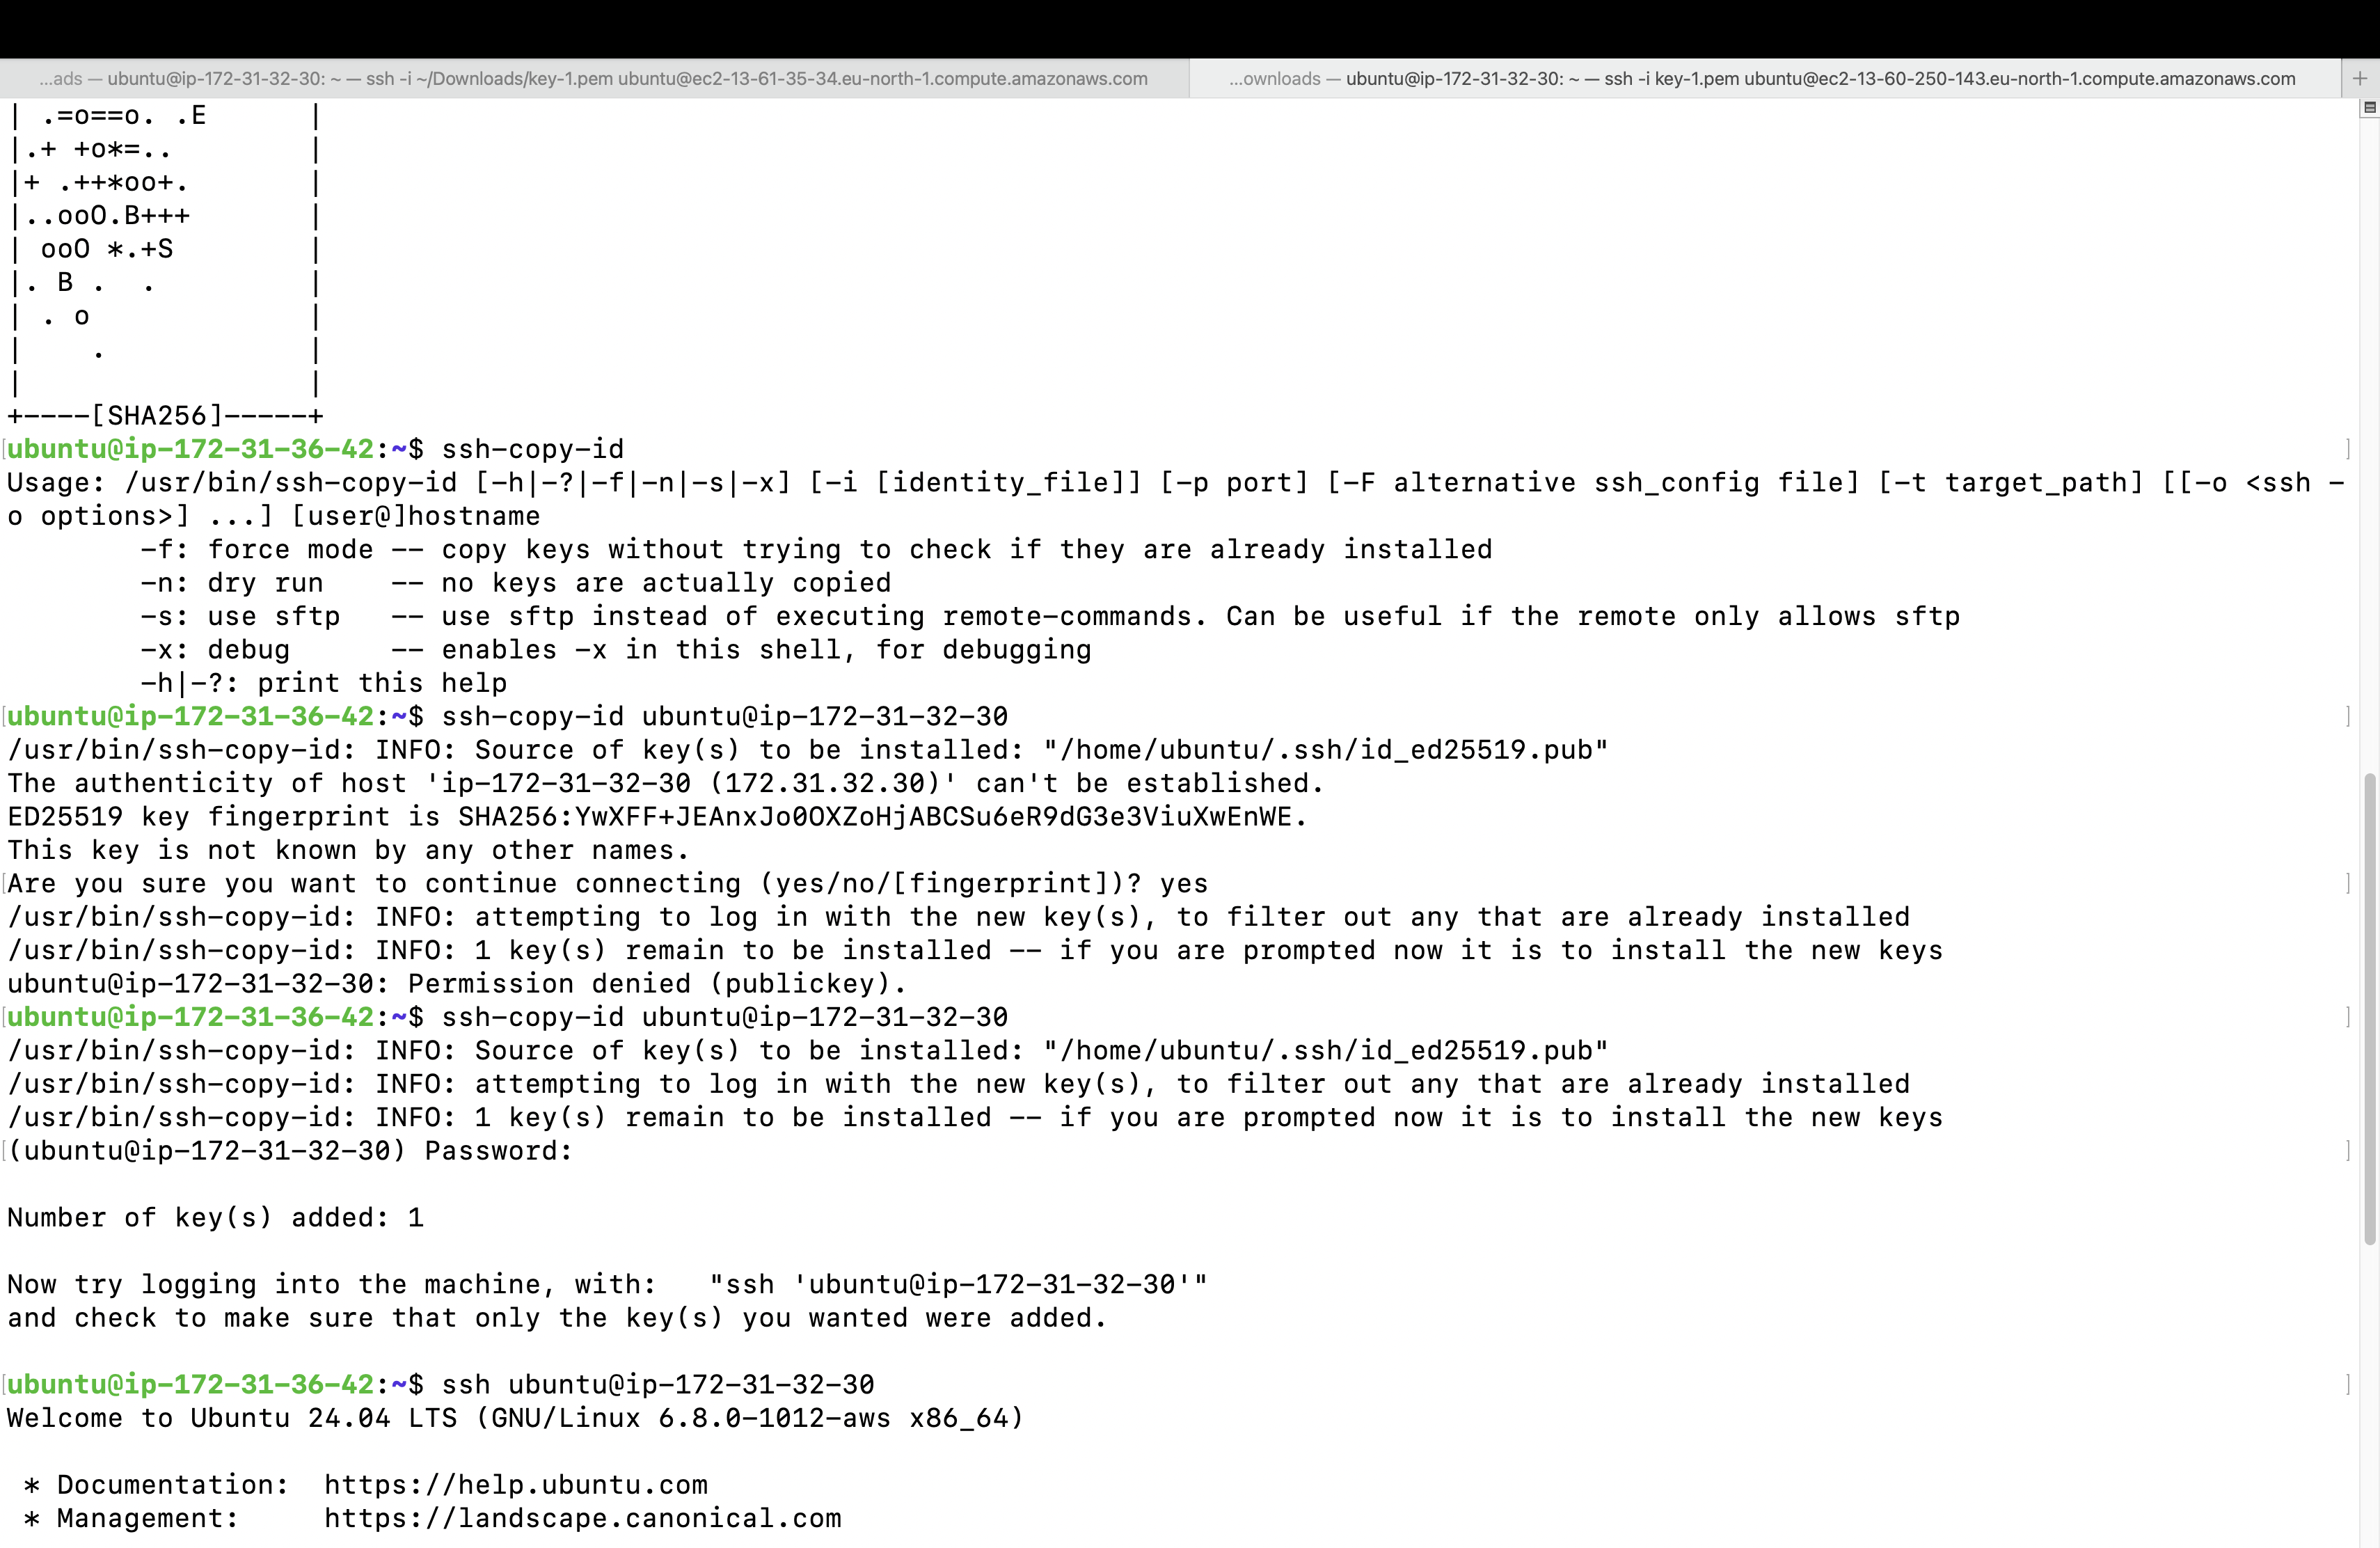 ...ads — ubuntu@ip-172-31-32-30: ~ — ssh -i ~/Downloads/key-1.pem ubuntu@ec2-13-61-35-34.eu-north-1.compute.amazonaws.com
...ownloads — ubuntu@ip-172-31-32-30: ~ — ssh -i key-1.pem ubuntu@ec2-13-60-250-143.eu-north-1.compute.amazonaws.com
| .=o==o. .E      |
|.+ +o*=..        |
|+ .++*oo+.       |
|..ooO.B+++       |
| ooO *.+S        |
|. B .  .         |
| . o             |
|    .            |
|                 |
+----[SHA256]-----+
ubuntu@ip-172-31-36-42:~$ ssh-copy-id
Usage: /usr/bin/ssh-copy-id [-h|-?|-f|-n|-s|-x] [-i [identity_file]] [-p port] [-F alternative ssh_config file] [-t target_path] [[-o <ssh -
o options>] ...] [user@]hostname
        -f: force mode -- copy keys without trying to check if they are already installed
        -n: dry run    -- no keys are actually copied
        -s: use sftp   -- use sftp instead of executing remote-commands. Can be useful if the remote only allows sftp
        -x: debug      -- enables -x in this shell, for debugging
        -h|-?: print this help
ubuntu@ip-172-31-36-42:~$ ssh-copy-id ubuntu@ip-172-31-32-30
/usr/bin/ssh-copy-id: INFO: Source of key(s) to be installed: "/home/ubuntu/.ssh/id_ed25519.pub"
The authenticity of host 'ip-172-31-32-30 (172.31.32.30)' can't be established.
ED25519 key fingerprint is SHA256:YwXFF+JEAnxJo0OXZoHjABCSu6eR9dG3e3ViuXwEnWE.
This key is not known by any other names.
Are you sure you want to continue connecting (yes/no/[fingerprint])? yes
/usr/bin/ssh-copy-id: INFO: attempting to log in with the new key(s), to filter out any that are already installed
/usr/bin/ssh-copy-id: INFO: 1 key(s) remain to be installed -- if you are prompted now it is to install the new keys
ubuntu@ip-172-31-32-30: Permission denied (publickey).
ubuntu@ip-172-31-36-42:~$ ssh-copy-id ubuntu@ip-172-31-32-30
/usr/bin/ssh-copy-id: INFO: Source of key(s) to be installed: "/home/ubuntu/.ssh/id_ed25519.pub"
/usr/bin/ssh-copy-id: INFO: attempting to log in with the new key(s), to filter out any that are already installed
/usr/bin/ssh-copy-id: INFO: 1 key(s) remain to be installed -- if you are prompted now it is to install the new keys
(ubuntu@ip-172-31-32-30) Password:
Number of key(s) added: 1
Now try logging into the machine, with:   "ssh 'ubuntu@ip-172-31-32-30'"
and check to make sure that only the key(s) you wanted were added.
ubuntu@ip-172-31-36-42:~$ ssh ubuntu@ip-172-31-32-30
Welcome to Ubuntu 24.04 LTS (GNU/Linux 6.8.0-1012-aws x86_64)
 * Documentation:  https://help.ubuntu.com
 * Management:     https://landscape.canonical.com